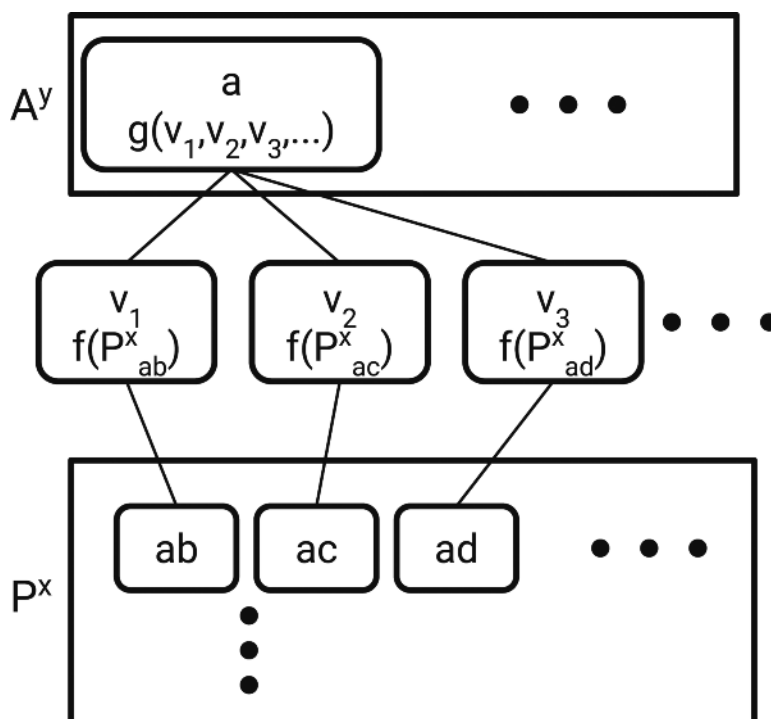 A^y
a
g(v_1,v_2,v_3,...)
v_1
f(P^x_ab)
v_2
f(P^x_ac)
v_3
f(P^x_ad)
ab
ac
ad
P^x